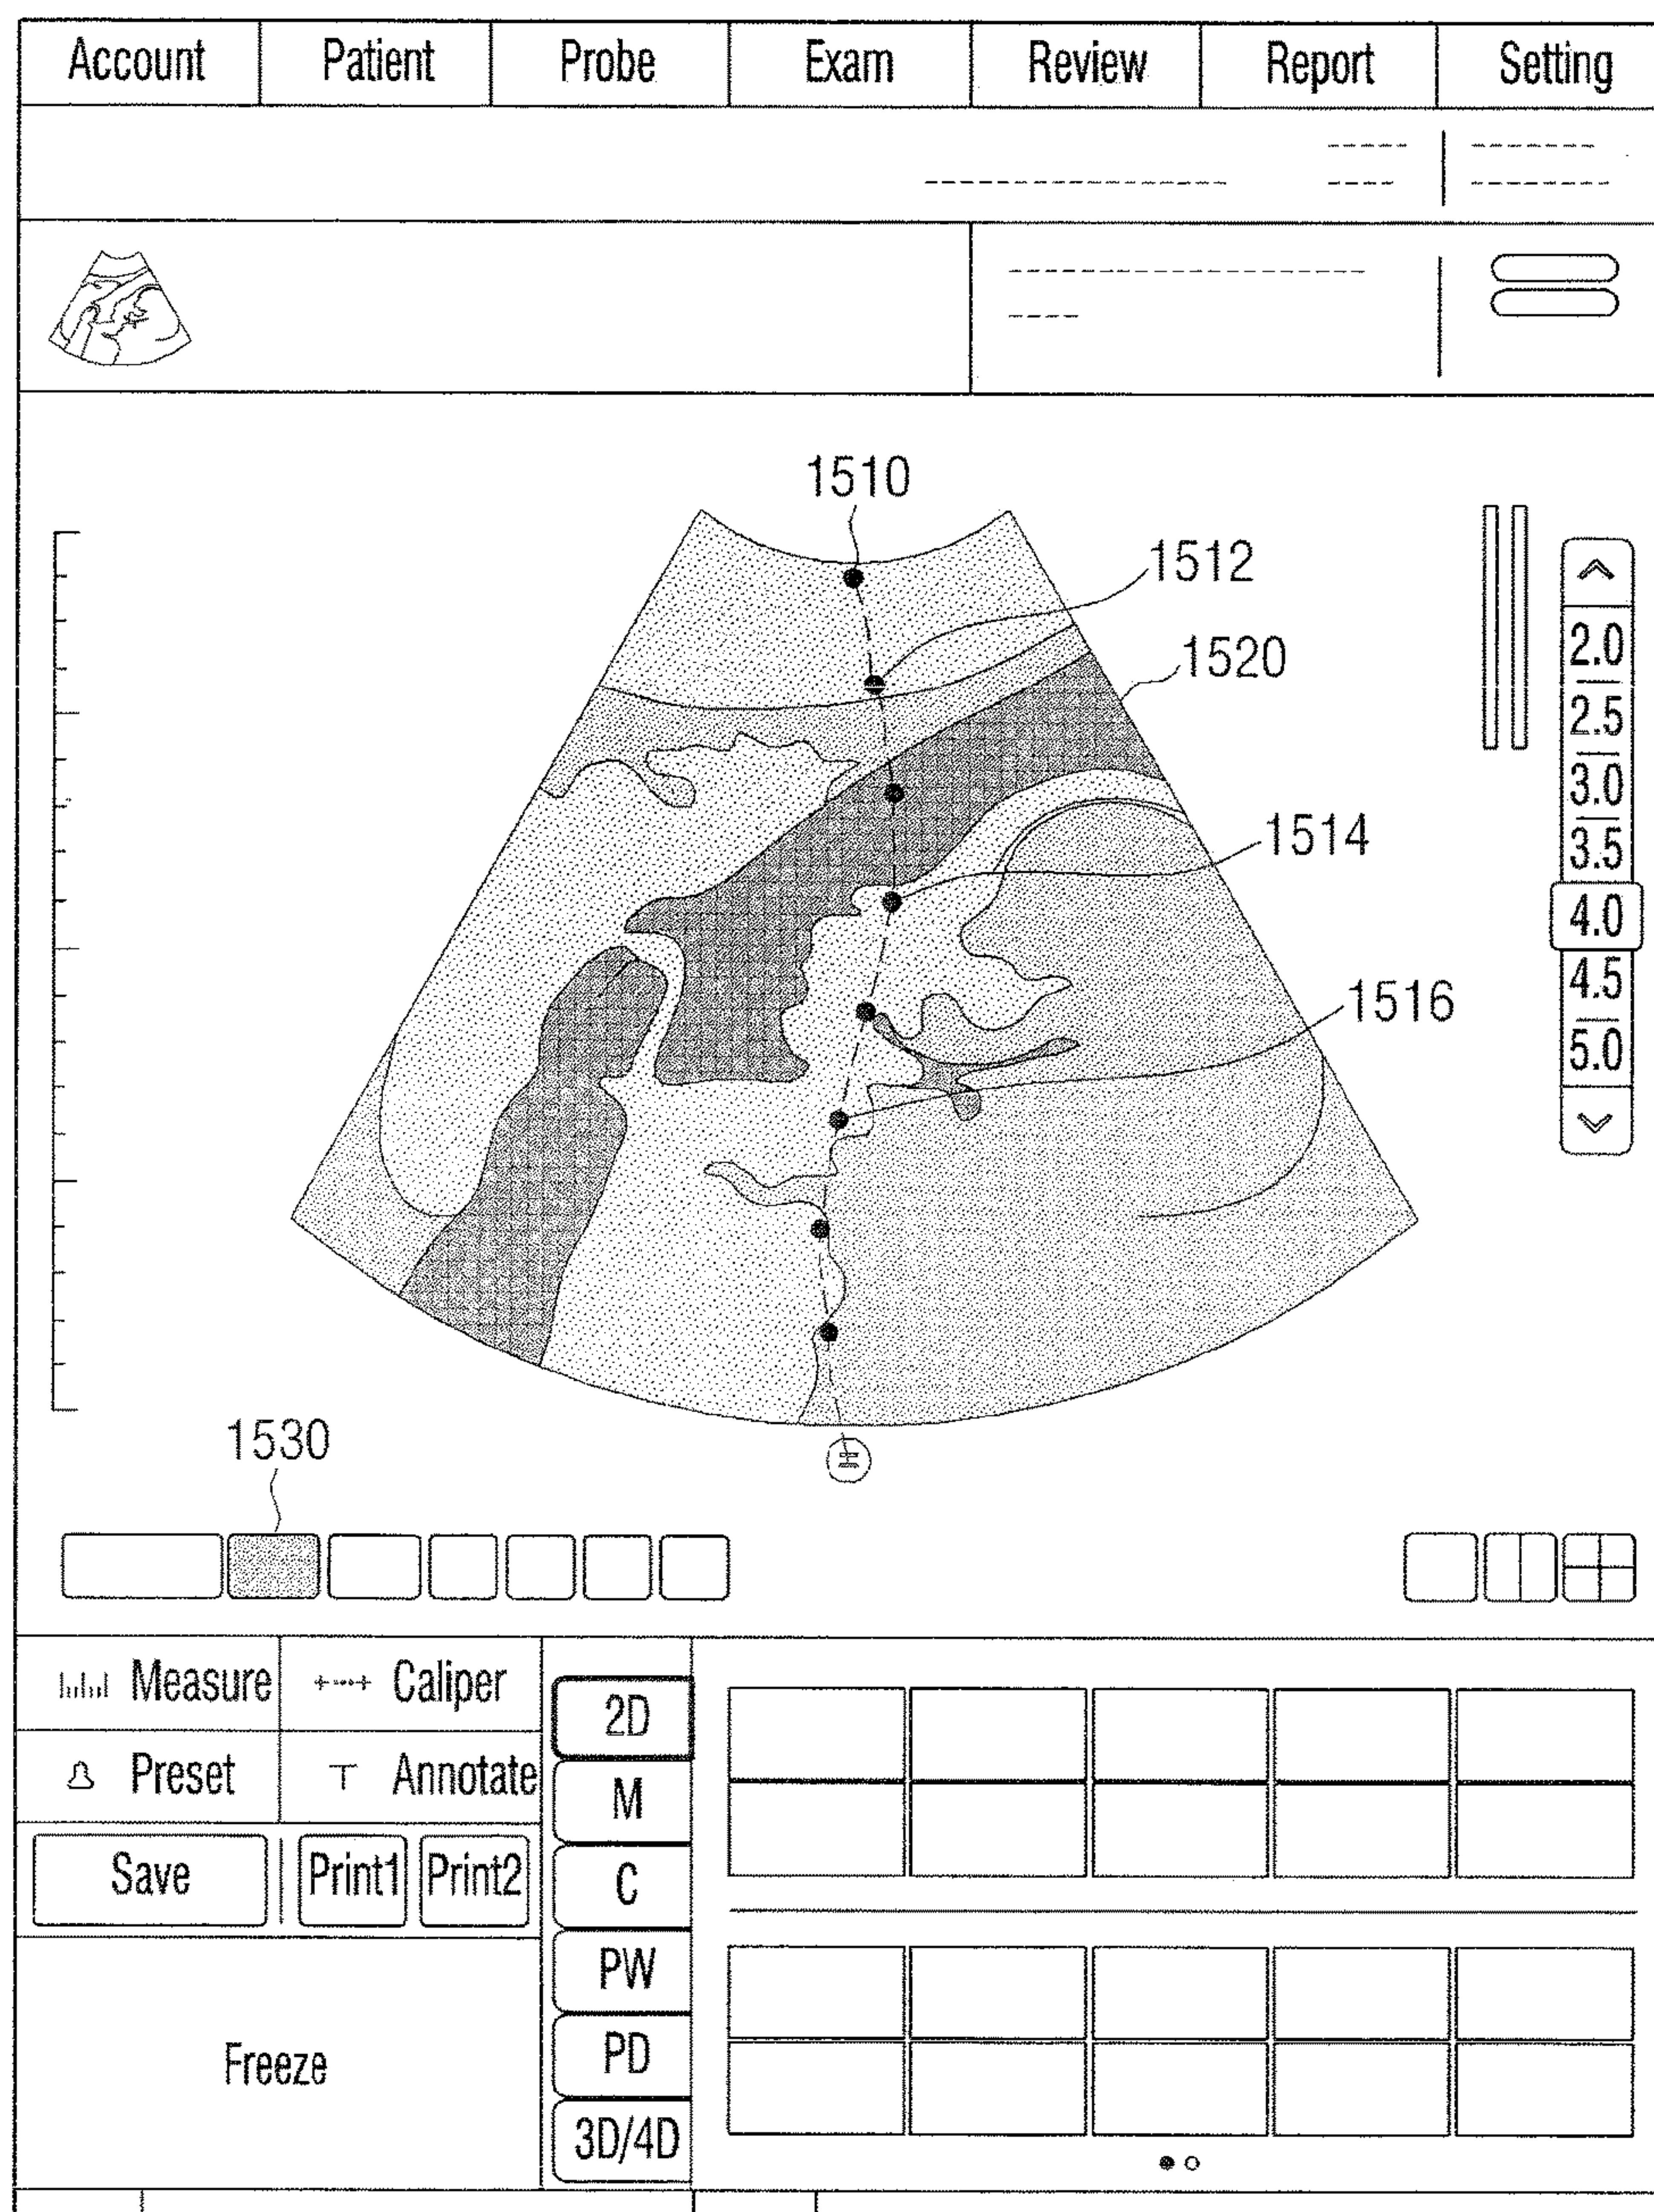 Account Patient Probe Exam Review Report Setting
1510
1512
1520
1514
1516
2.0
2.5
3.0
3.5
4.0
4.5
5.0
1530
Measure Caliper
Preset T Annotate
Save Print1 Print2
Freeze
2D
M
C
PW
PD
3D/4D